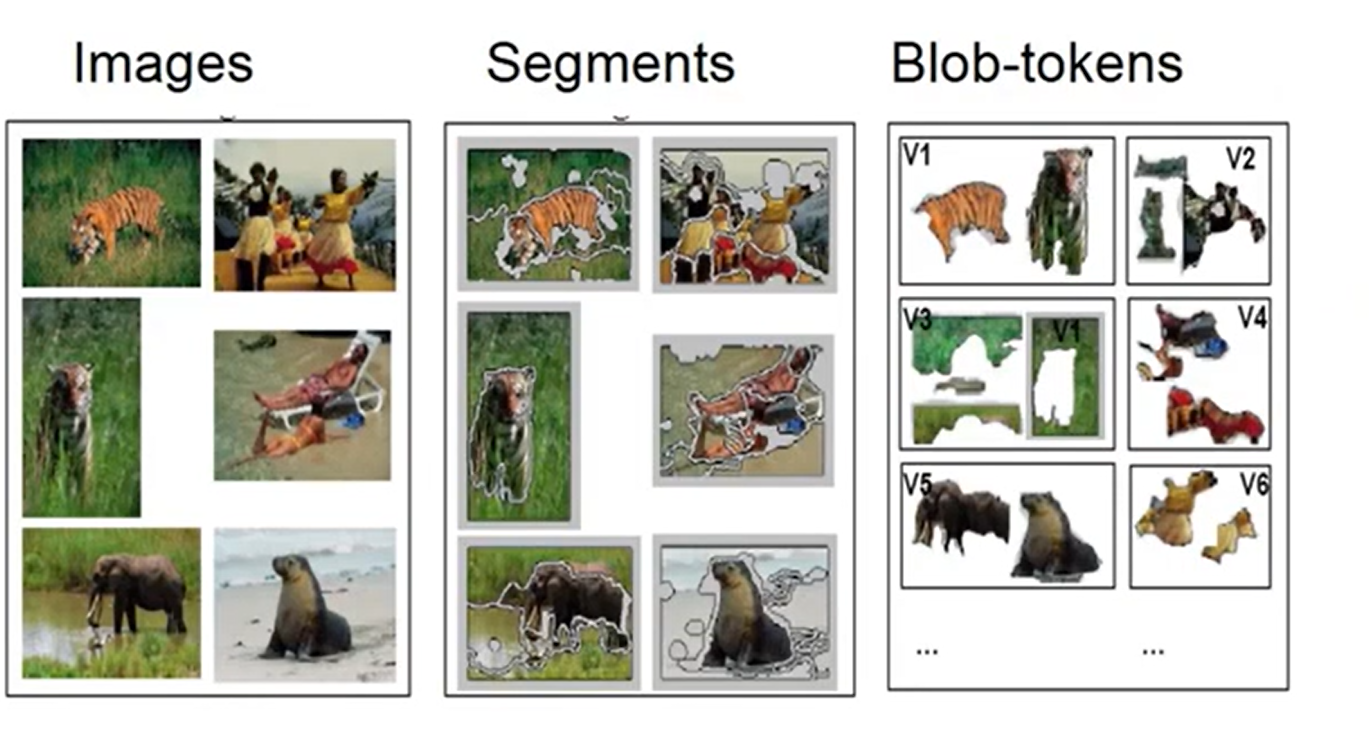 Images
Segments
Blob-tokens
V1
V2
V3
V1
V4
V5
V6
...
...